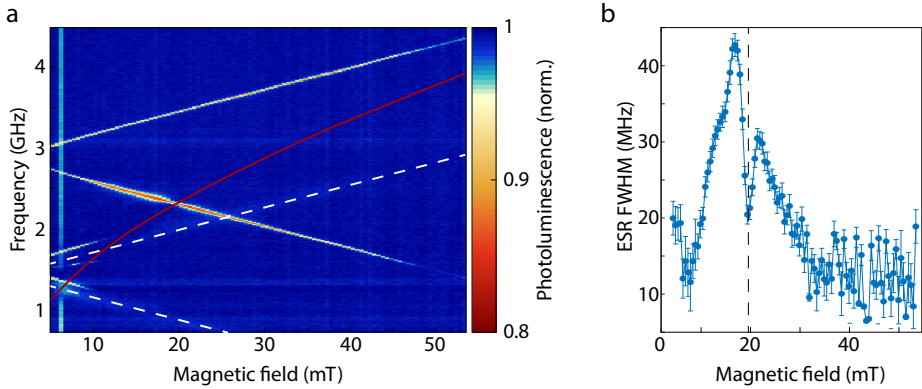 a
b
4
3
2
1
Frequency (GHz)
10
20
30
40
50
Magnetic field (mT)
1
0.9
0.8
Photoluminescence (norm.)
50
40
30
20
10
ESR FWHM (MHz)
0
20
40
Magnetic field (mT)